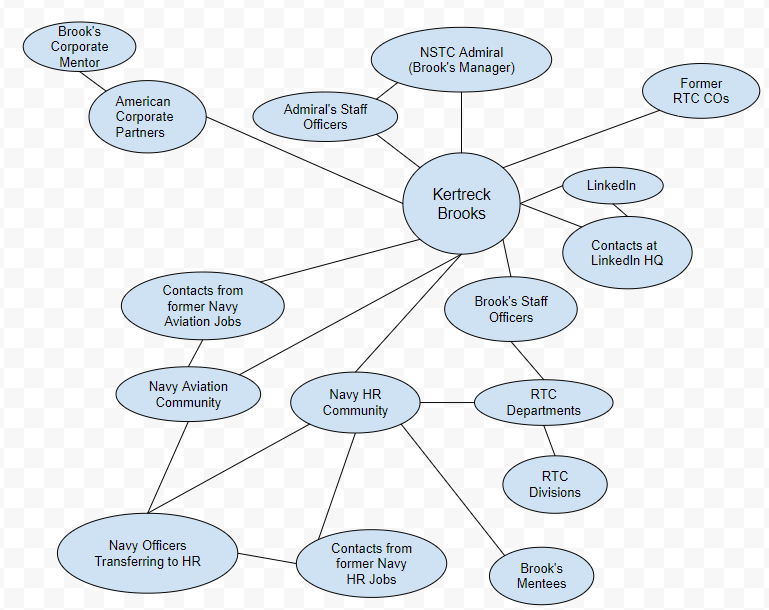 Brook's
Corporate
Mentor
NSTC Admiral
(Brook's Manager)
Former
RTC COs
American
Corporate
Partners
Admiral's Staff
Officers
Kertreck
Brooks
LinkedIn
Contacts at
LinkedIn HQ
Contacts from
former Navy
Aviation Jobs
Brook's Staff
Officers
Navy Aviation
Community
Navy HR
Community
RTC
Departments
RTC
Divisions
Navy Officers
Transferring to HR
Contacts from
former Navy
HR Jobs
Brook's
Mentees